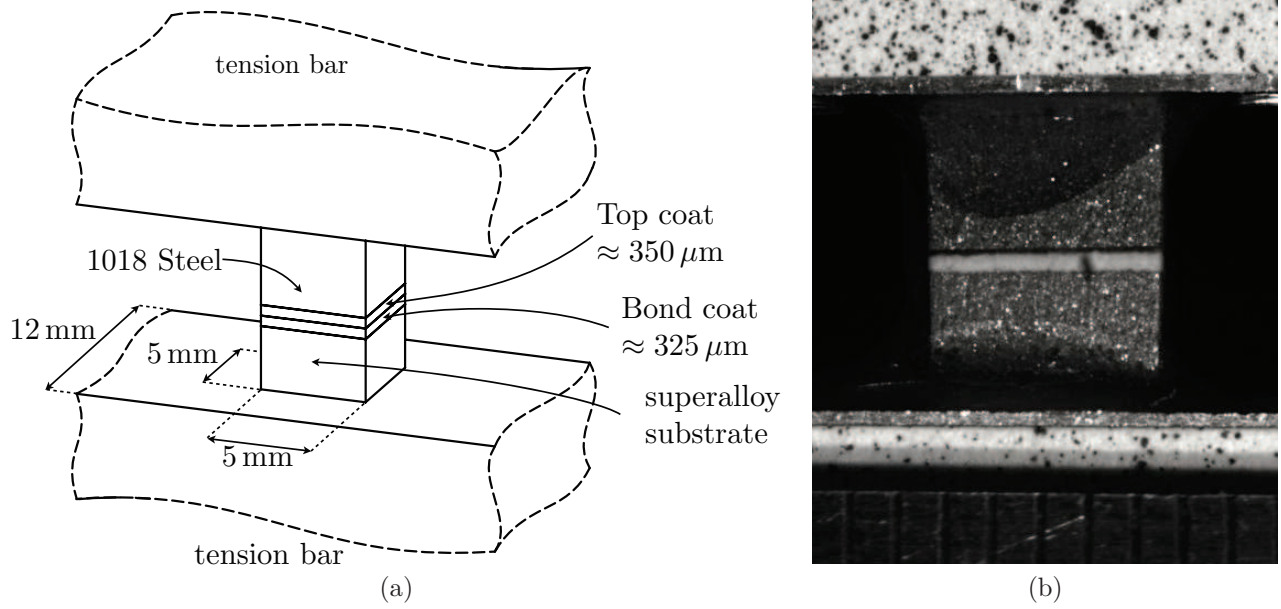 tension bar
Top coat
≈ 350 μm
1018 Steel
Bond coat
≈ 325 μm
12 mm
5 mm
superalloy
substrate
5 mm
tension bar
(a)
(b)